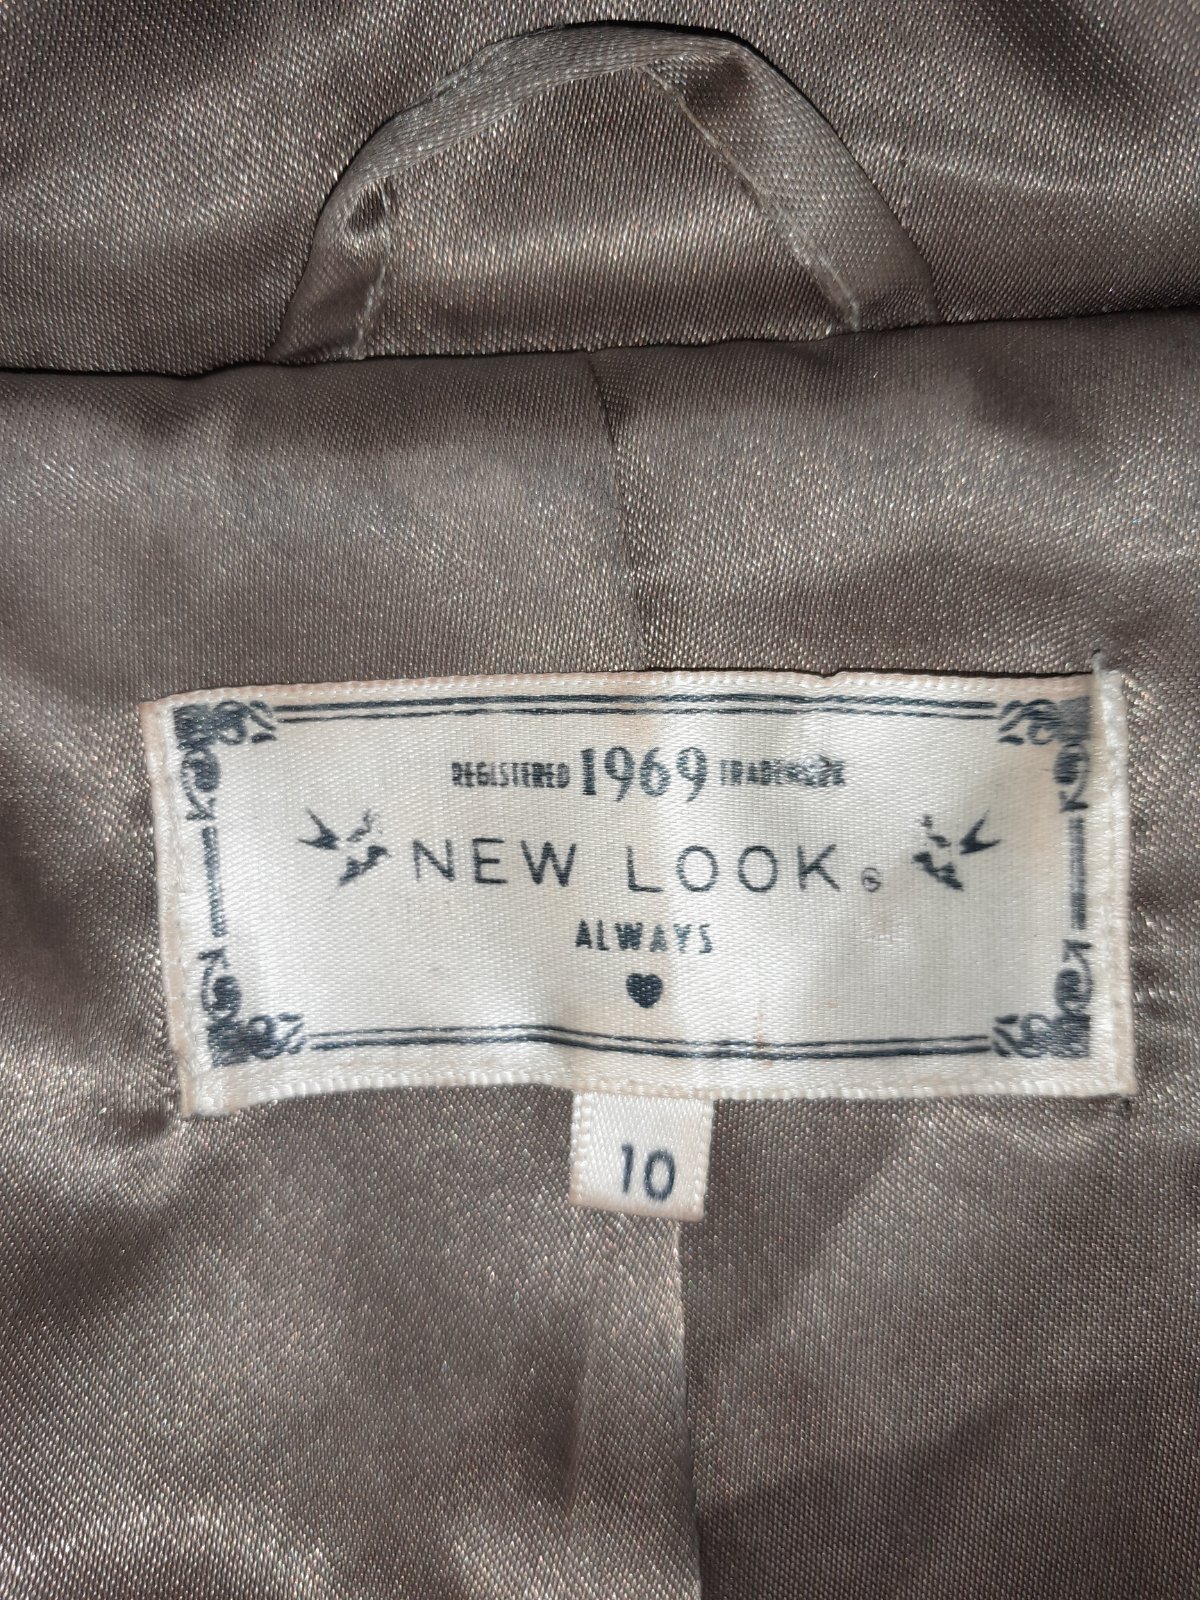 REGISTERED 1969 TRADEMARK
NEW LOOK®
ALWAYS
10